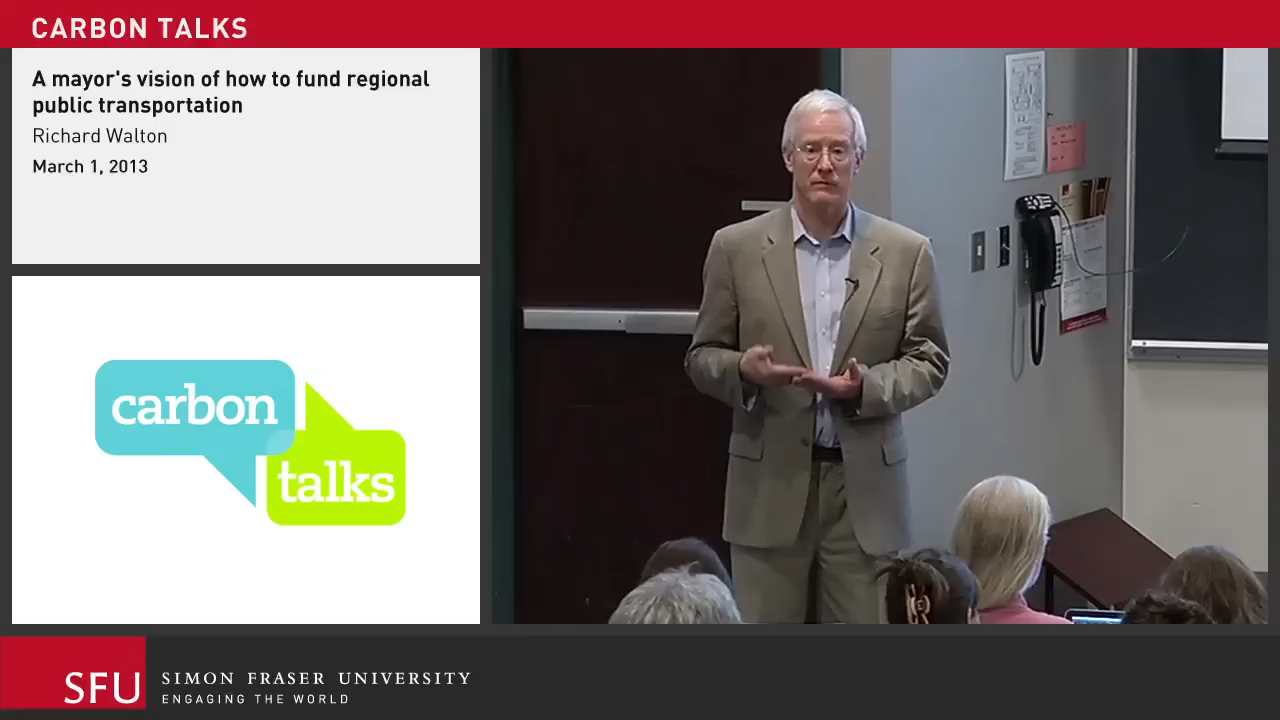 CARBON TALKS
A mayor's vision of how to fund regional
public transportation
Richard Walton
March 1, 2013
carbon
talks
SFU
SIMON FRASER UNIVERSITY
ENGAGING THE WORLD